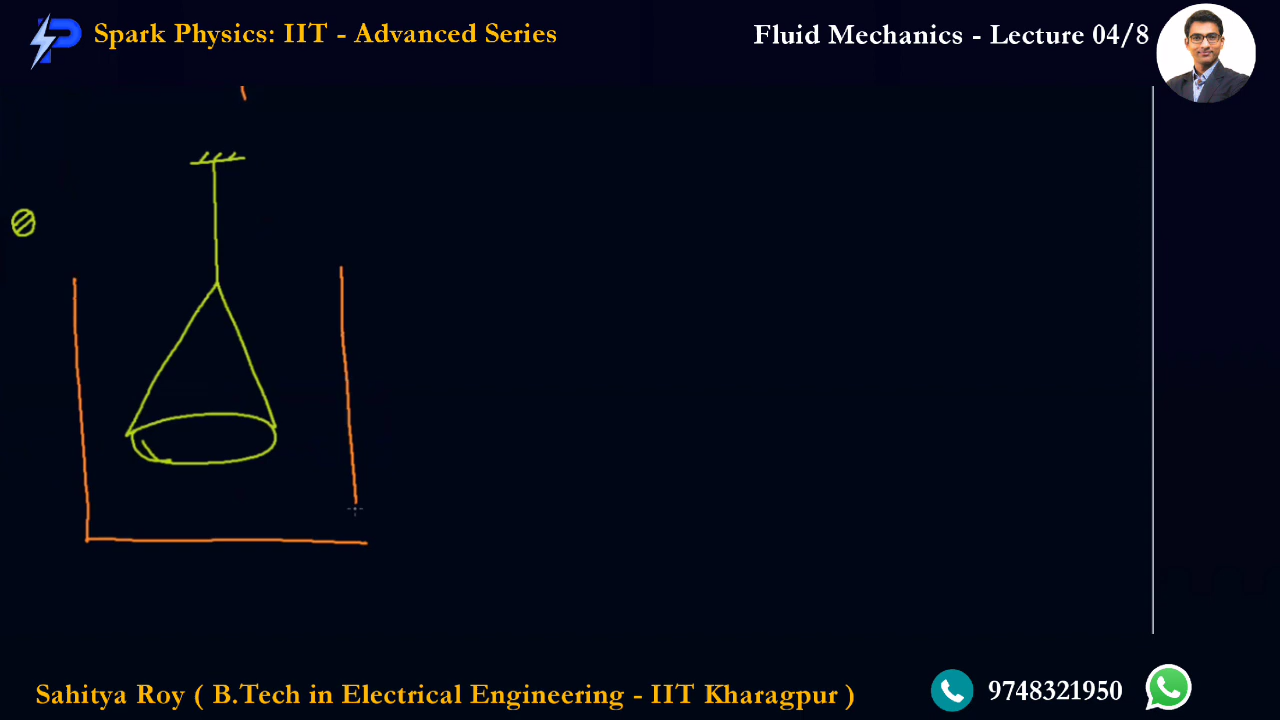 Spark Physics: IIT - Advanced Series
Fluid Mechanics - Lecture 04/8
Sahitya Roy ( B.Tech in Electrical Engineering - IIT Kharagpur )
9748321950